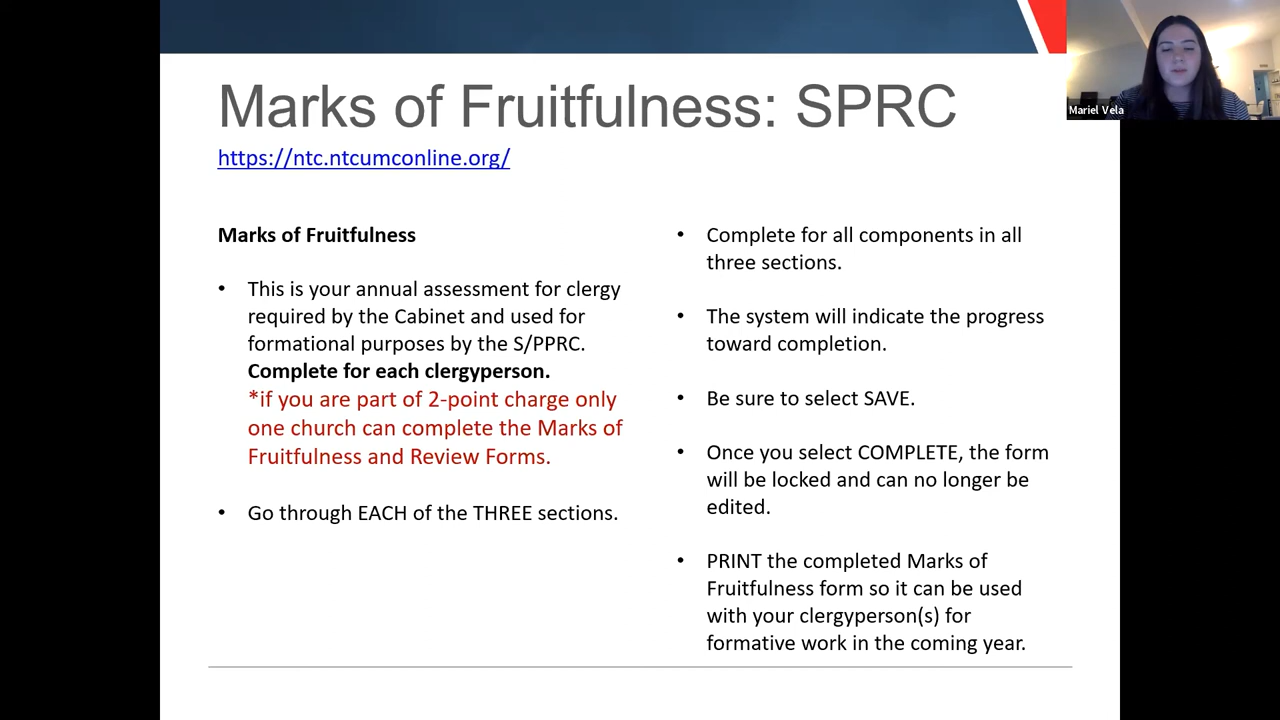 Marks of Fruitfulness: SPRC
https://ntc.ntcumconline.org/
Mariel Vela
Marks of Fruitfulness
• This is your annual assessment for clergy
required by the Cabinet and used for
formational purposes by the S/PPRC.
Complete for each clergyperson.
*if you are part of 2-point charge only
one church can complete the Marks of
Fruitfulness and Review Forms.
• Go through EACH of the THREE sections.
• Complete for all components in all
three sections.
• The system will indicate the progress
toward completion.
• Be sure to select SAVE.
• Once you select COMPLETE, the form
will be locked and can no longer be
edited.
• PRINT the completed Marks of
Fruitfulness form so it can be used
with your clergyperson(s) for
formative work in the coming year.